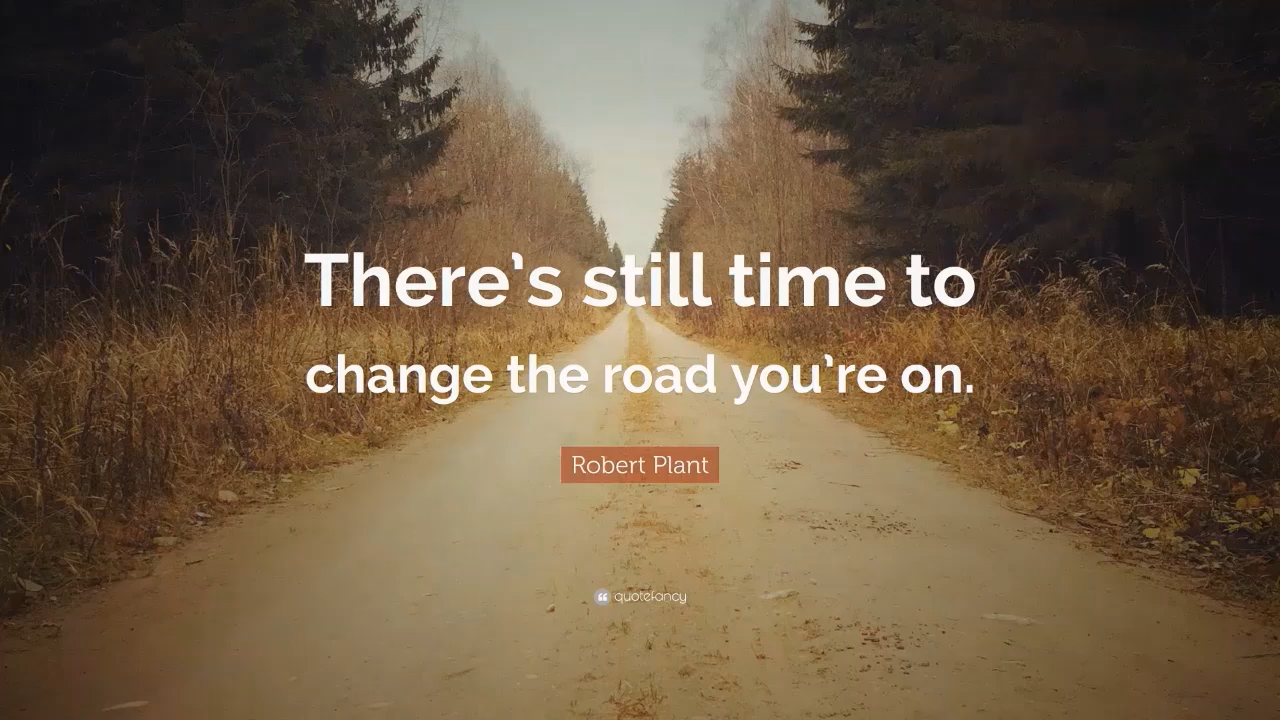 There’s still time to
change the road you’re on.
Robert Plant
quotefancy